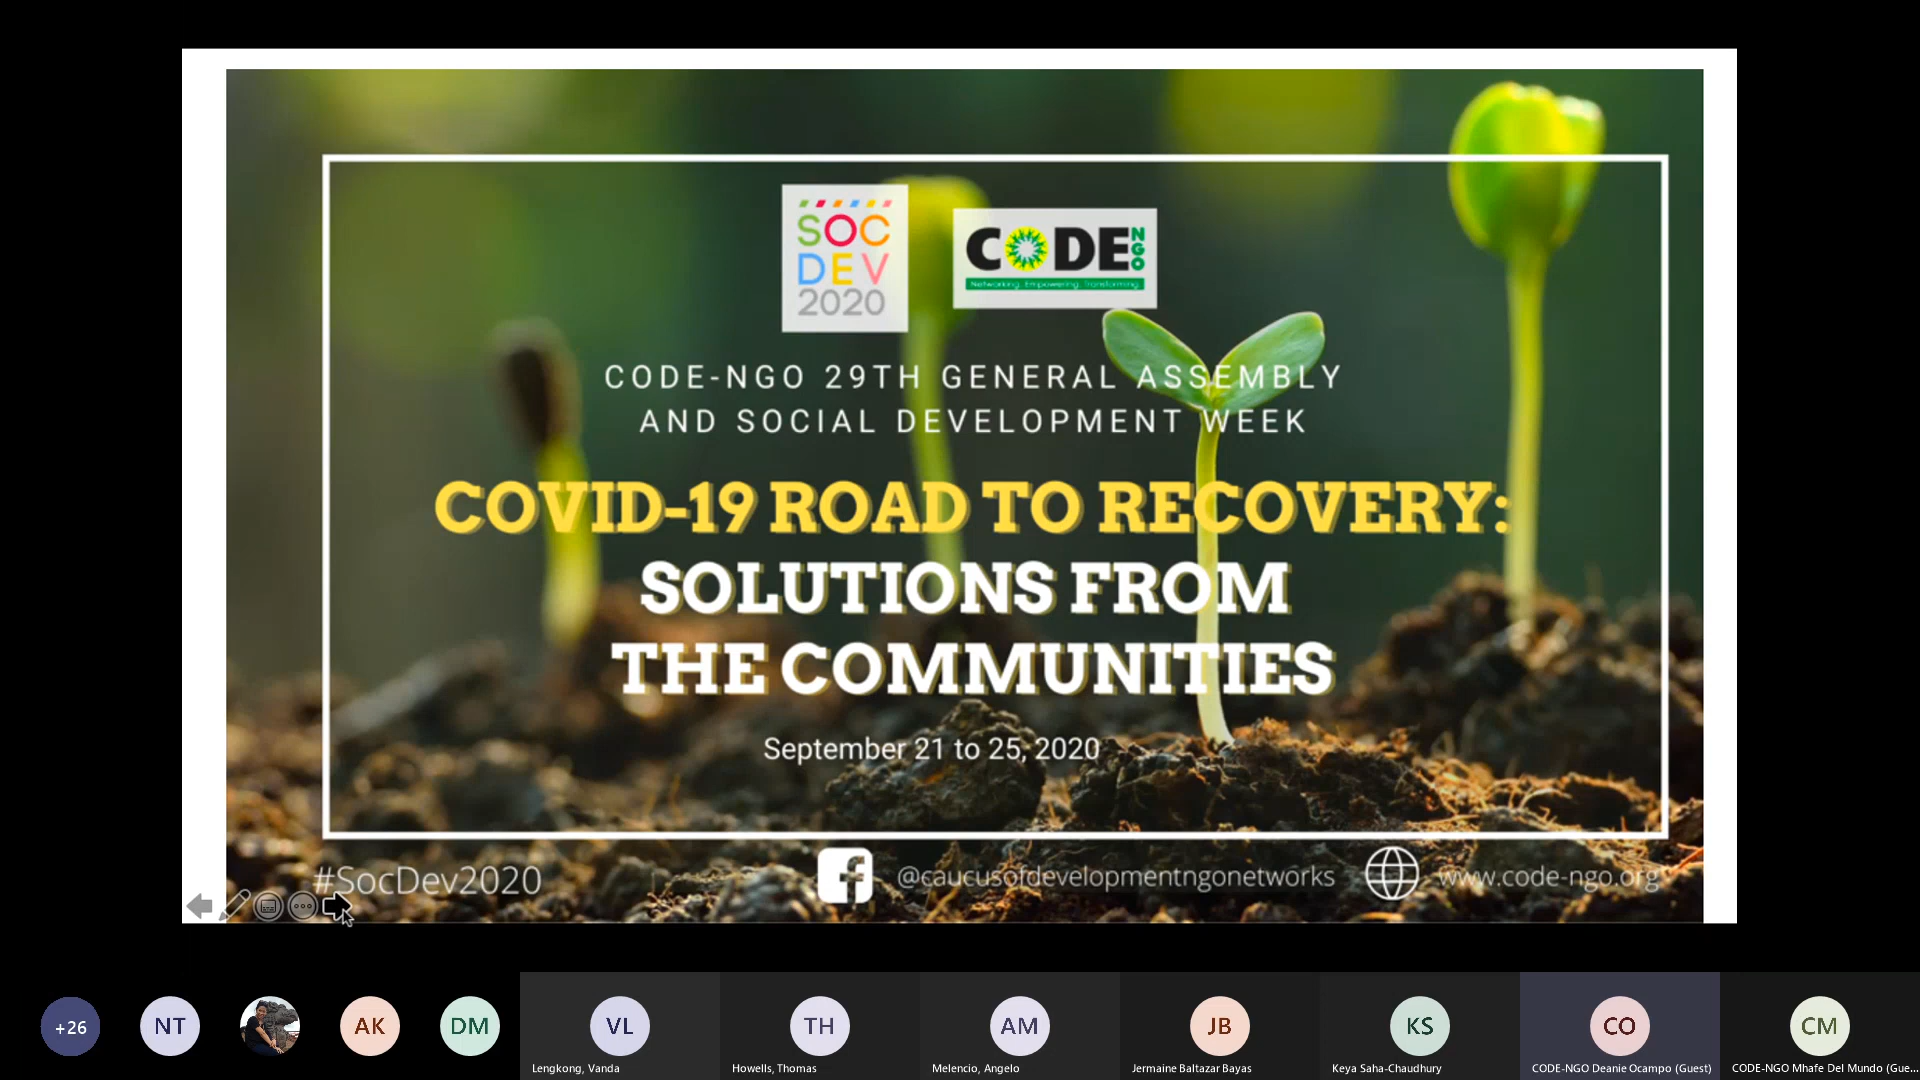 SOC
DEV
2020
CODE NGO
Networking. Empowering. Transforming.
CODE-NGO 29TH GENERAL ASSEMBLY
AND SOCIAL DEVELOPMENT WEEK
COVID-19 ROAD TO RECOVERY:
SOLUTIONS FROM
THE COMMUNITIES
September 21 to 25, 2020
#SocDev2020
@caucusofdevelopmentngonetworks
www.code-ngo.org
+26
NT
AK
DM
VL
TH
AM
JB
KS
CO
CM
Lengkong, Vanda
Howells, Thomas
Melencio, Angelo
Jermaine Baltazar Bayas
Keya Saha-Chaudhury
CODE-NGO Deanie Ocampo (Guest)
CODE-NGO Mhafe Del Mundo (Gue...